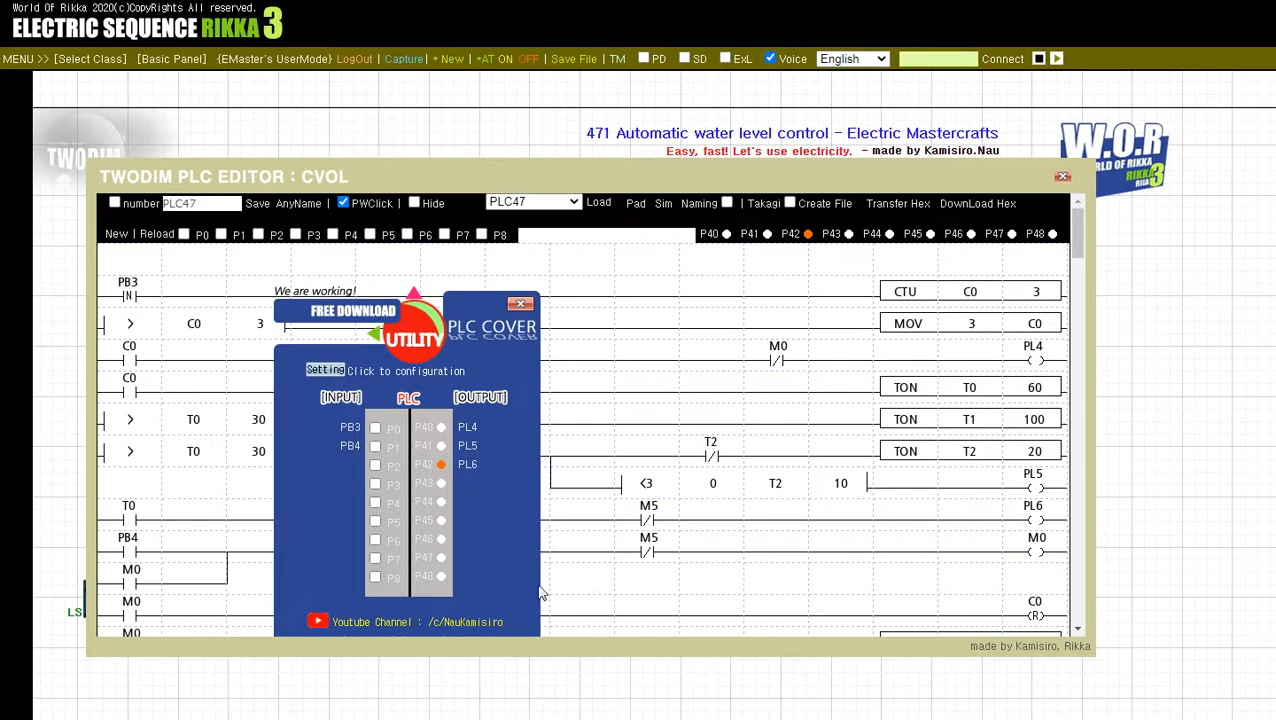 World Of Rikka 2020(c)CopyRights All reserved.
ELECTRIC SEQUENCE RIKKA 3
MENU >> [Select Class] [Basic Panel] {EMaster's UserMode} LogOut | Capture | * New | *AT ON OFF | Save File | TM PD SD ExL Voice English Connect
471 Automatic water level control - Electric Mastercrafts
Easy, fast! Let's use electricity. - made by Kamisiro.Nau
W.O.R
WORLD OF RIKKA
RIIA3
TWODIM
TWODIM PLC EDITOR : CVOL
number PLC47 Save AnyName | PWClick | Hide PLC47 Load Pad Sim Naming Takagi Create File Transfer Hex DownLoad Hex
New | Reload P0 P1 P2 P3 P4 P5 P6 P7 P8 P40 P41 P42 P43 P44 P45 P46 P47 P48
PB3
N
CTU C0 3
> C0 3
MOV 3 C0
C0
M0
PL4
C0
TON T0 60
> T0 30
TON T1 100
> T0 30
T2
TON T2 20
<3 0 T2 10
PL5
T0
M5
PL6
PB4
M5
M0
M0
M0
C0
R
M0
We are working!
FREE DOWNLOAD
UTILITY
PLC COVER
Setting Click to configuration
[INPUT] PLC [OUTPUT]
PB3 P0 P40 PL4
PB4 P1 P41 PL5
P2 P42 PL6
P3 P43
P4 P44
P5 P45
P6 P46
P7 P47
P8 P48
Youtube Channel : /c/NauKamisiro
LS
made by Kamisiro, Rikka